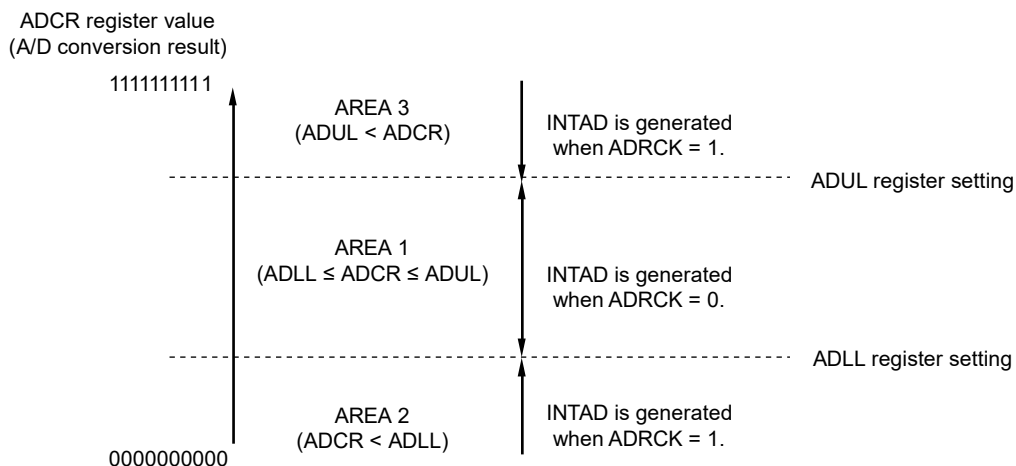 ADCR register value
(A/D conversion result)
1111111111
AREA 3
(ADUL < ADCR)
INTAD is generated
when ADRCK = 1.
ADUL register setting
AREA 1
(ADLL ≤ ADCR ≤ ADUL)
INTAD is generated
when ADRCK = 0.
ADLL register setting
AREA 2
(ADCR < ADLL)
INTAD is generated
when ADRCK = 1.
0000000000